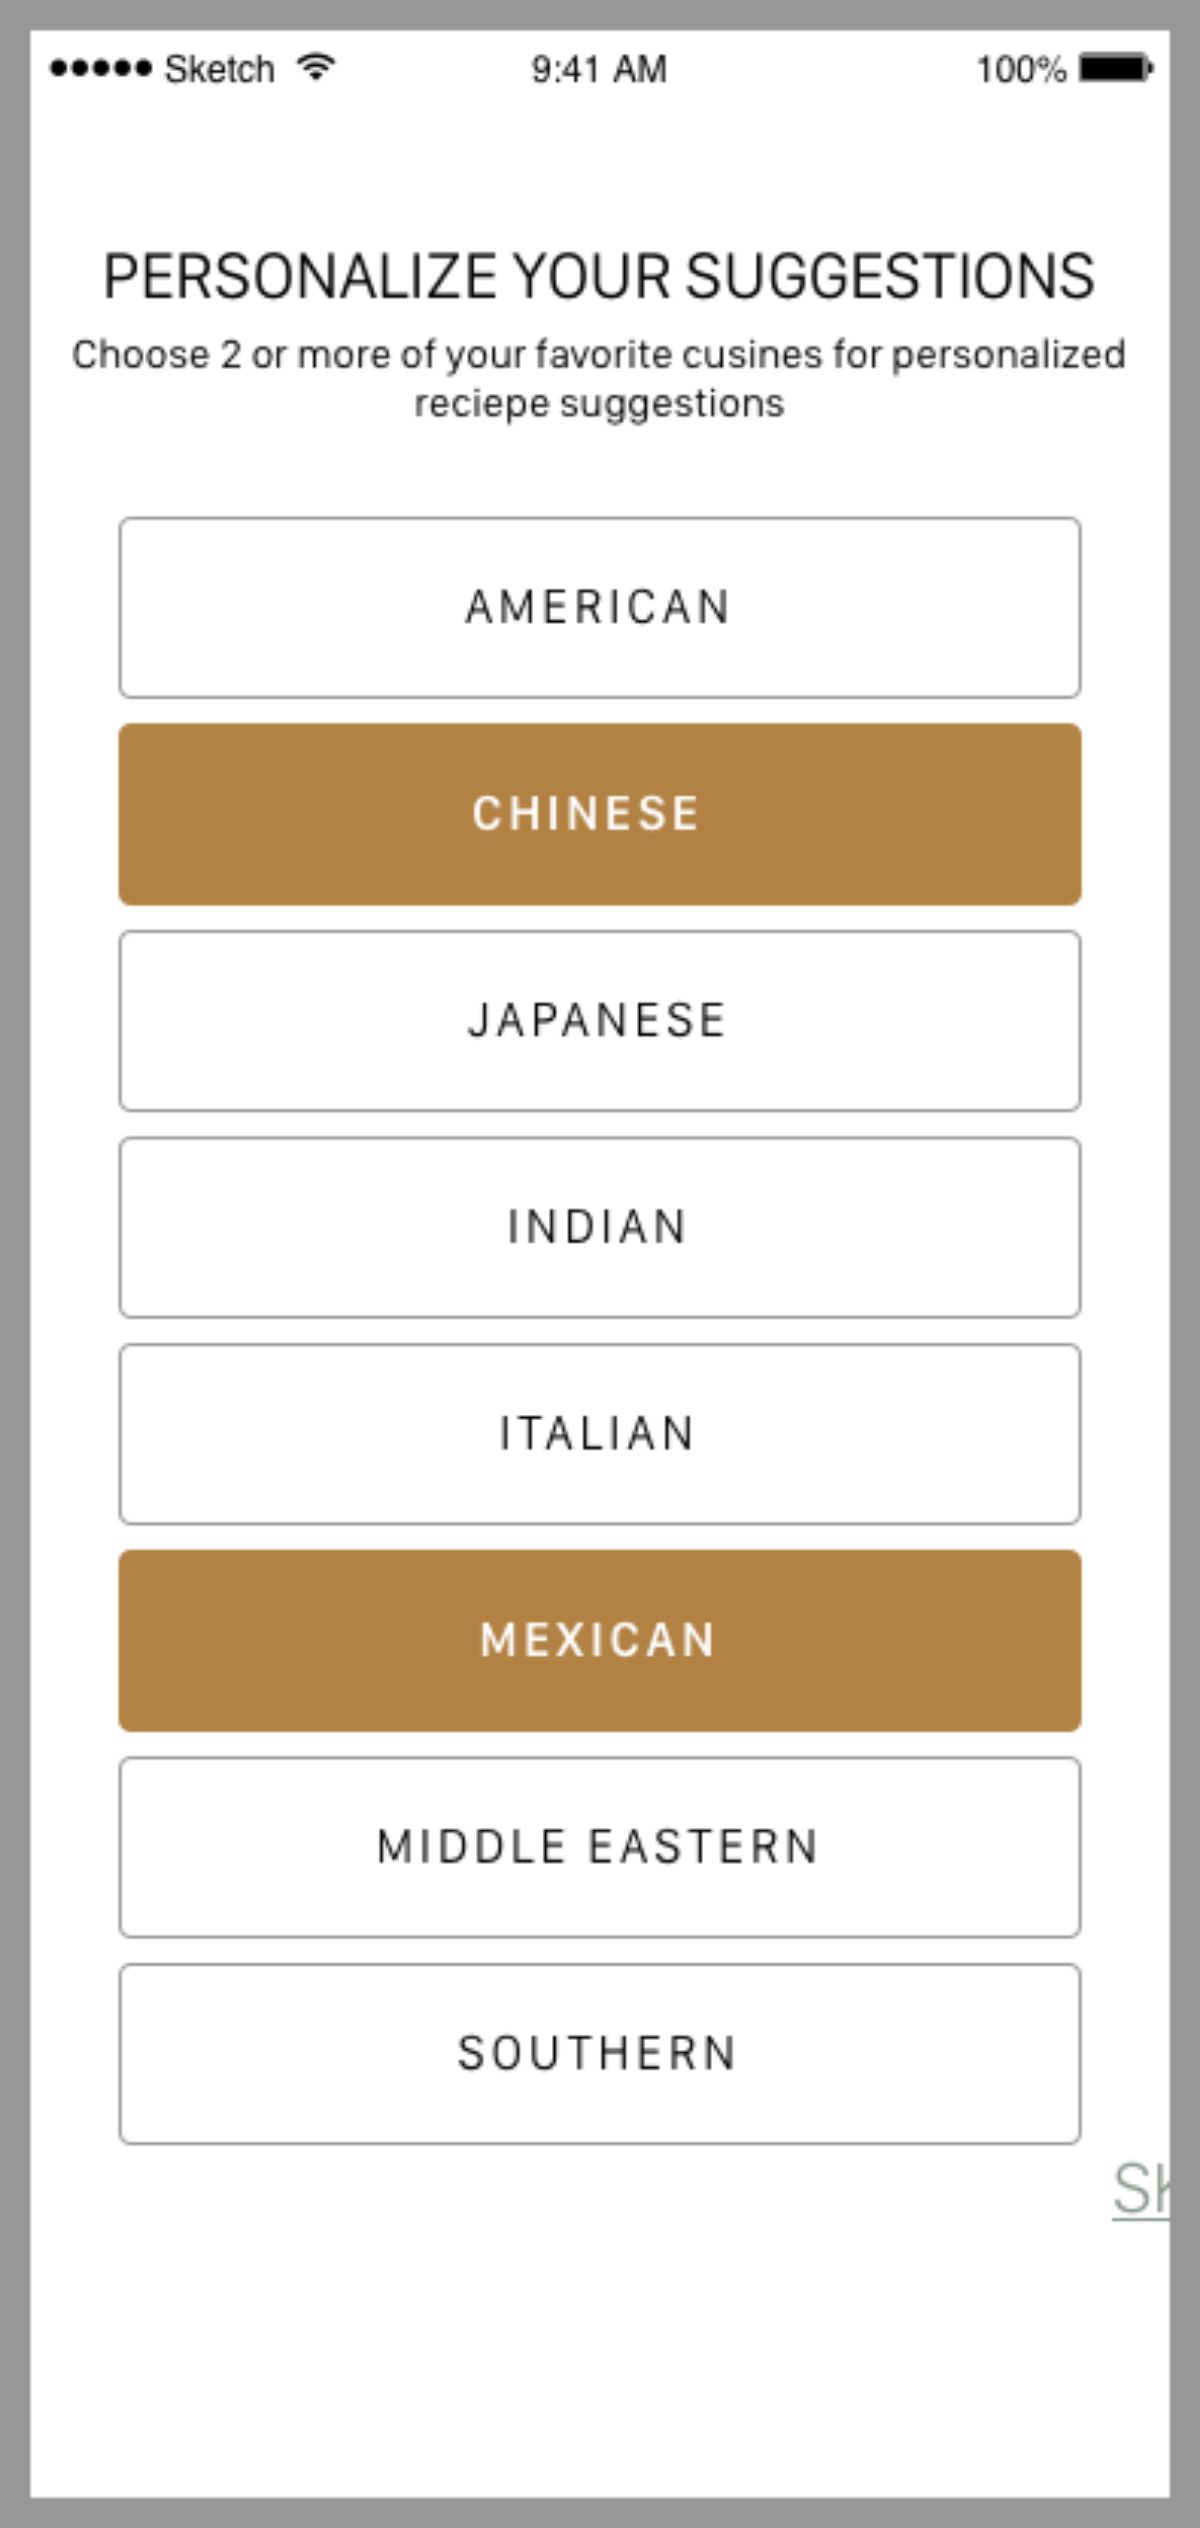 Sketch 9:41 AM 100%
PERSONALIZE YOUR SUGGESTIONS
Choose 2 or more of your favorite cusines for personalized
reciepe suggestions
AMERICAN
CHINESE
JAPANESE
INDIAN
ITALIAN
MEXICAN
MIDDLE EASTERN
SOUTHERN